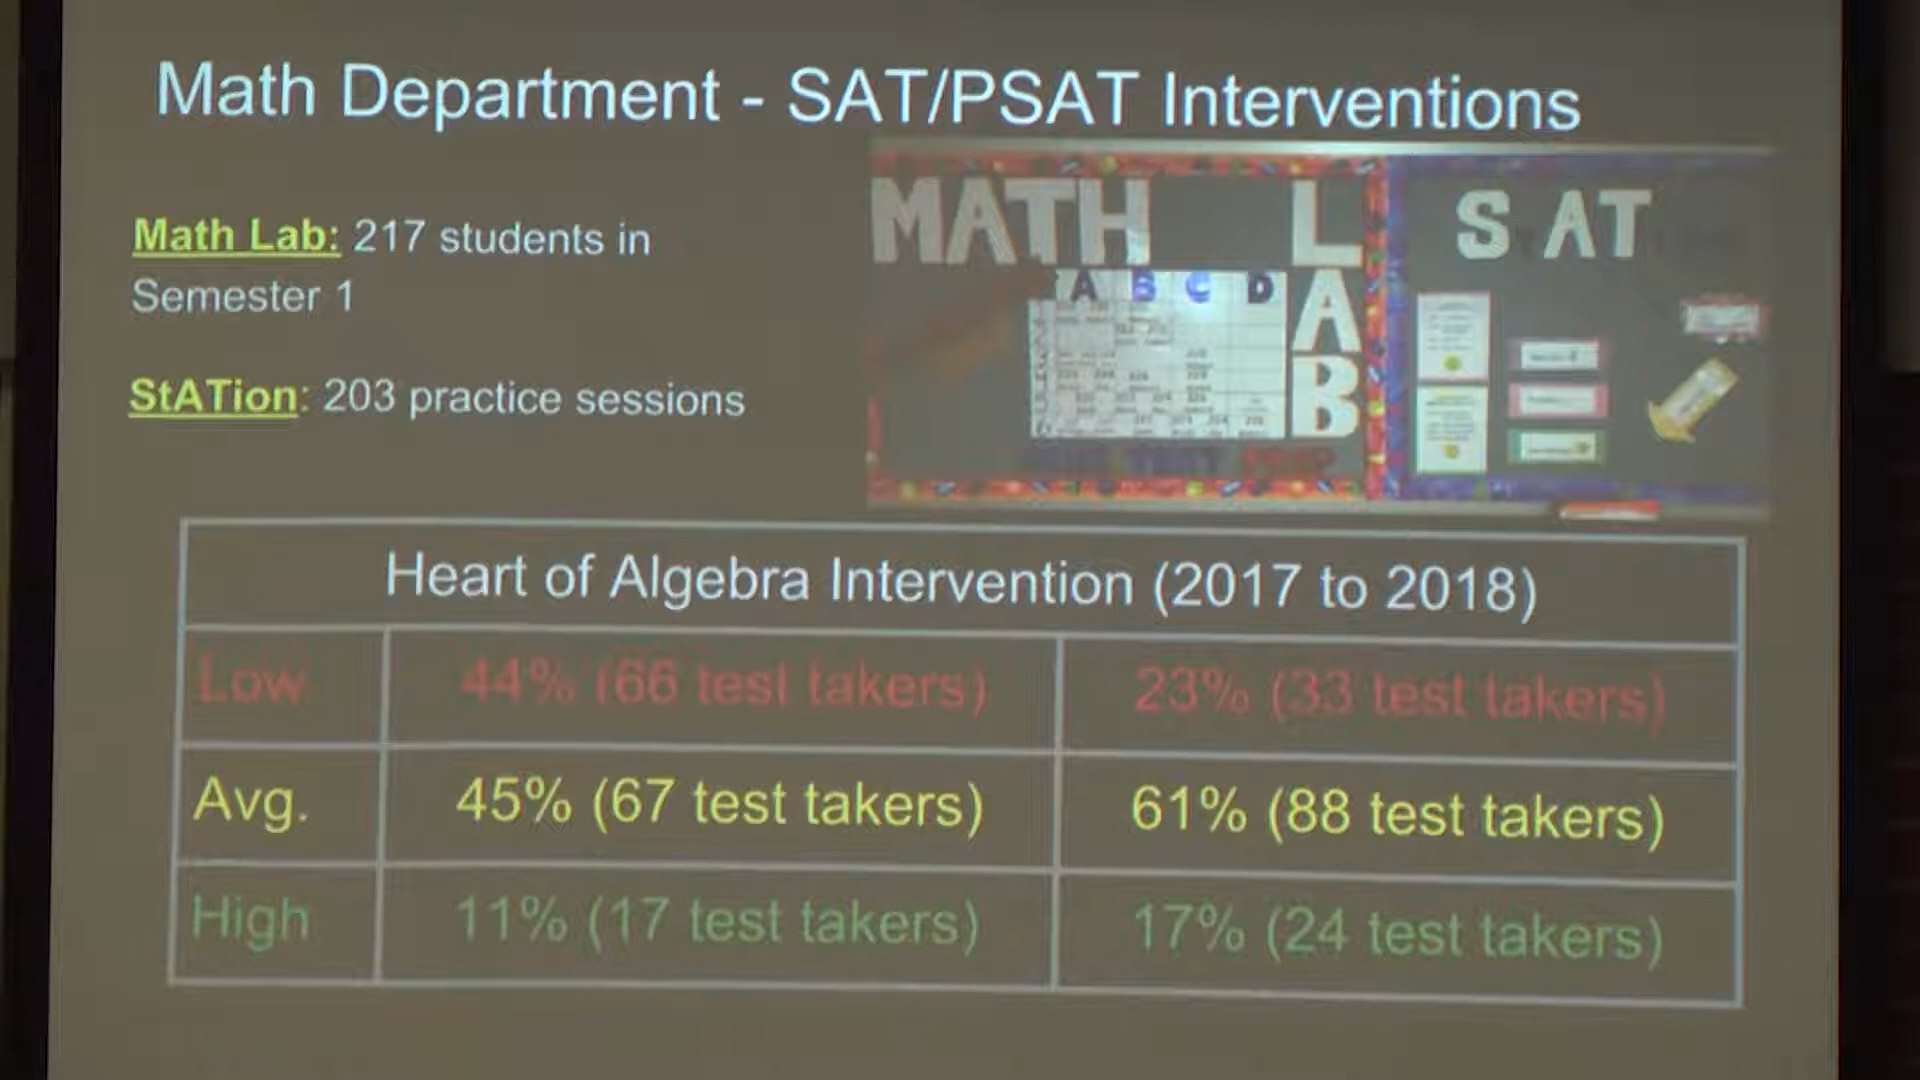 Math Department - SAT/PSAT Interventions
Math Lab: 217 students in
Semester 1
StATion: 203 practice sessions
MATH LAB
A B C D
SAT
Heart of Algebra Intervention (2017 to 2018)
Low 44% (66 test takers) 23% (33 test takers)
Avg. 45% (67 test takers) 61% (88 test takers)
High 11% (17 test takers) 17% (24 test takers)